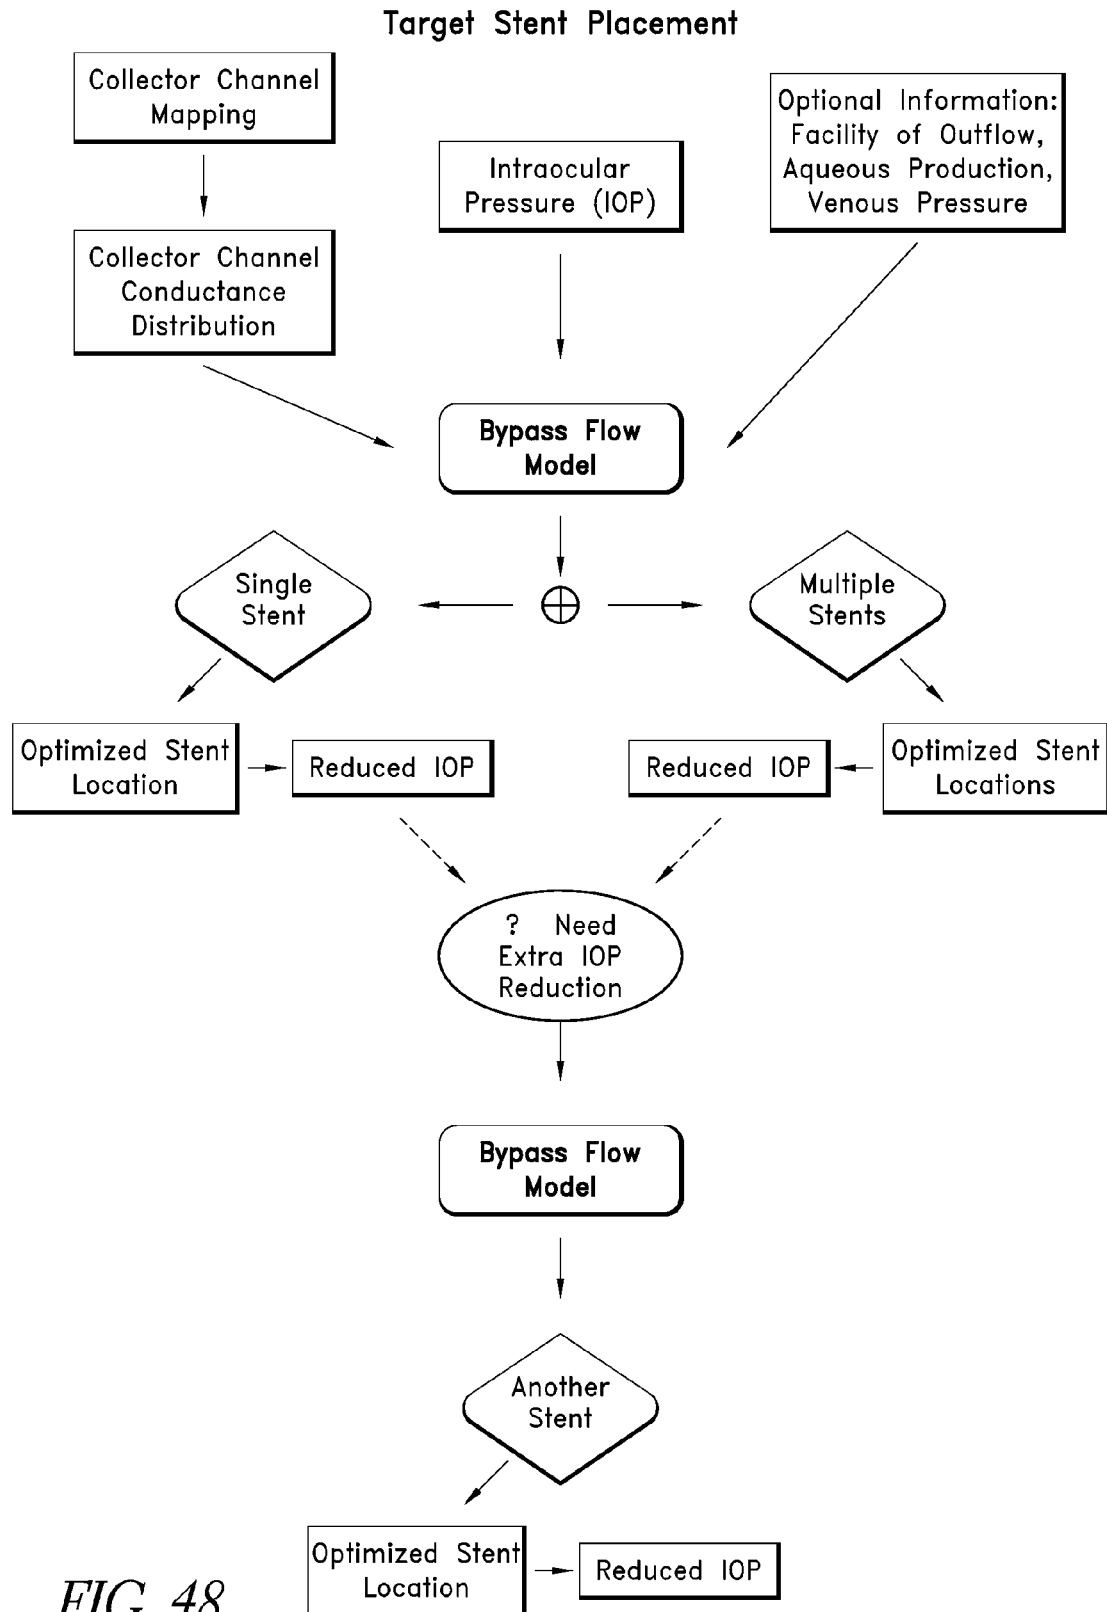 Target Stent Placement
Collector Channel
Mapping
Optional Information:
Facility of Outflow,
Aqueous Production,
Venous Pressure
Intraocular
Pressure (IOP)
Collector Channel
Conductance
Distribution
Bypass Flow
Model
Single
Stent
Multiple
Stents
Optimized Stent
Location
Reduced IOP
Reduced IOP
Optimized Stent
Locations
? Need
Extra IOP
Reduction
Bypass Flow
Model
Another
Stent
Optimized Stent
Location
Reduced IOP
FIG. 48